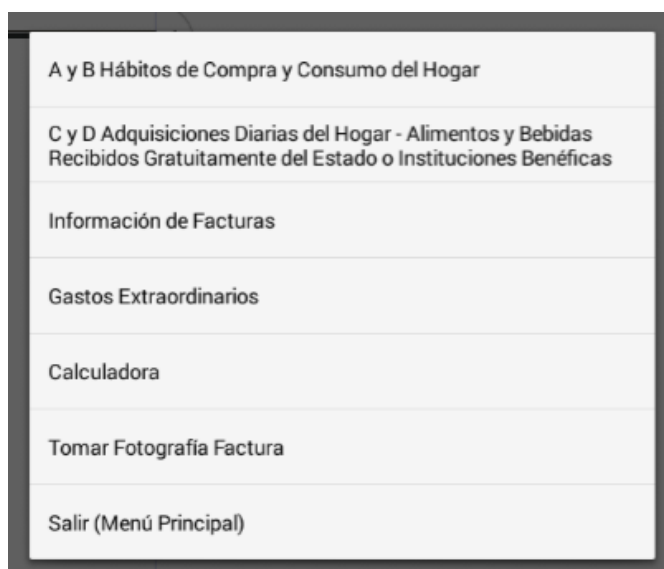 A y B Hábitos de Compra y Consumo del Hogar
C y D Adquisiciones Diarias del Hogar - Alimentos y Bebidas
Recibidos Gratuitamente del Estado o Instituciones Benéficas
Información de Facturas
Gastos Extraordinarios
Calculadora
Tomar Fotografía Factura
Salir (Menú Principal)